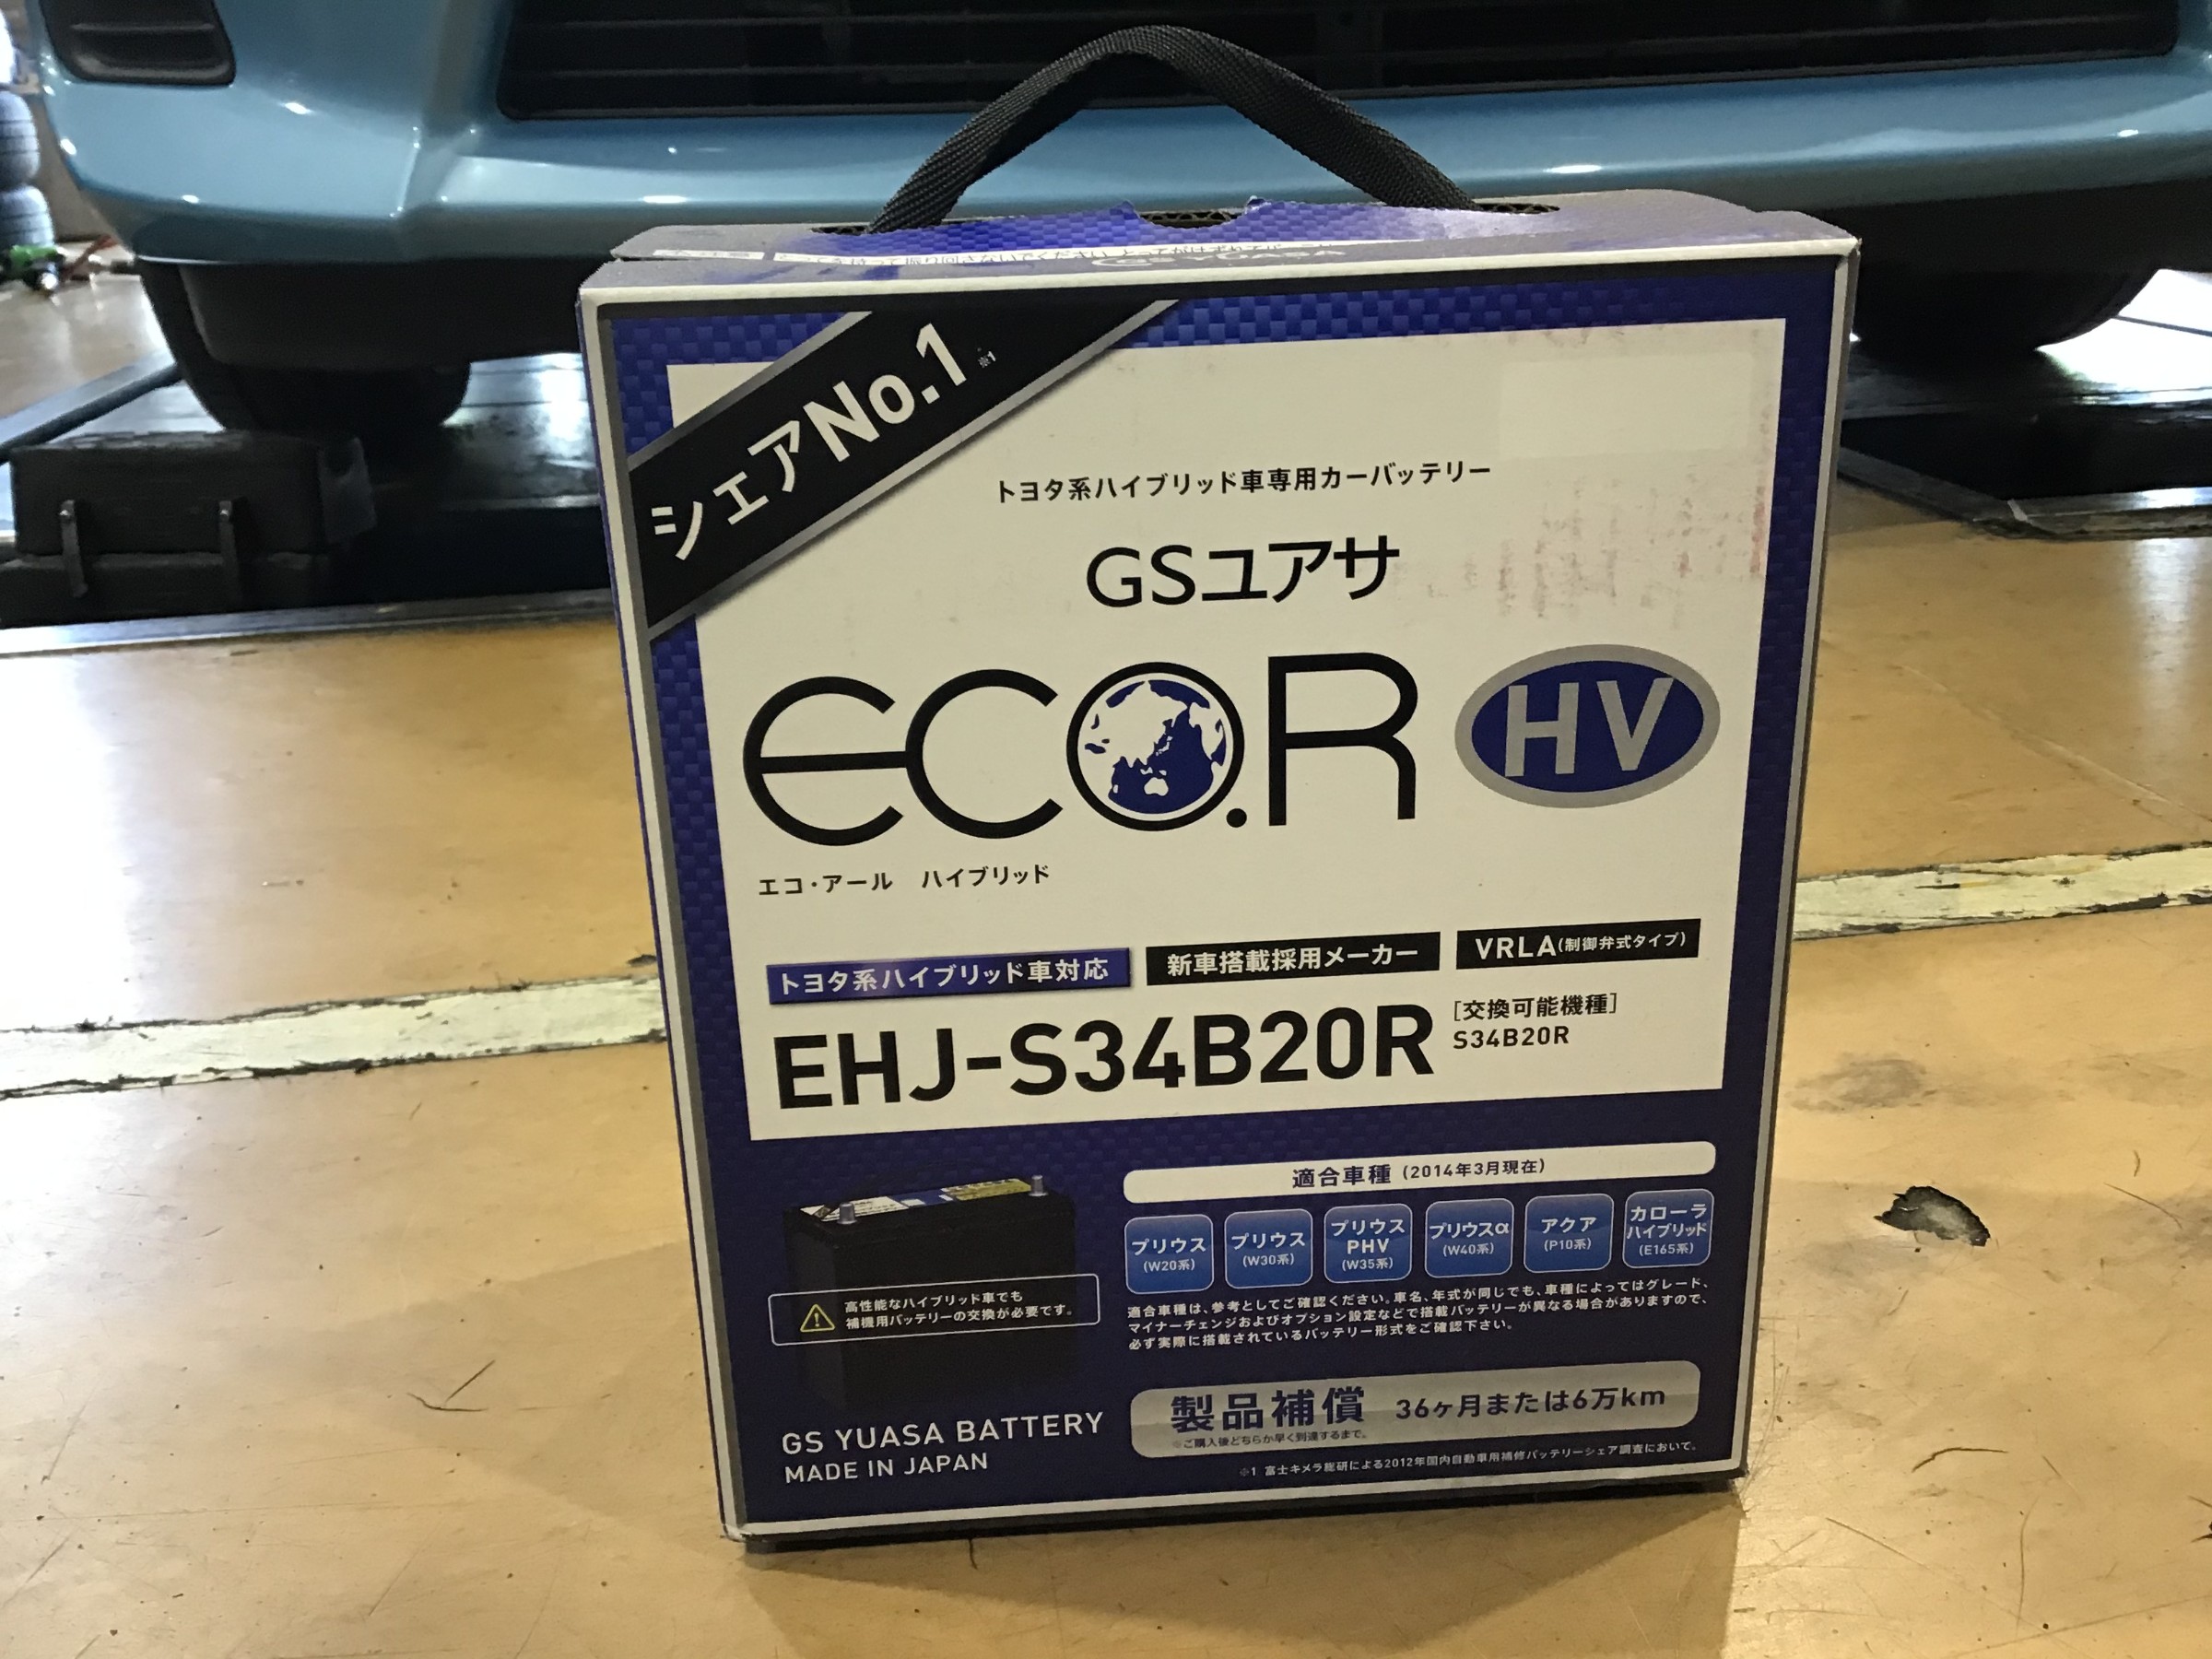 GS YUASA
シェアNo.1 ※1
トヨタ系ハイブリッド車専用カーバッテリー
GSユアサ
ECO.R HV
エコ・アール ハイブリッド
トヨタ系ハイブリッド車対応 新車搭載採用メーカー VRLA(制御弁式タイプ)
EHJ-S34B20R [交換可能機種]
S34B20R
適合車種 (2014年3月現在)
プリウス (W20系)
プリウス (W30系)
プリウス PHV (W35系)
プリウスα (W40系)
アクア (P10系)
カローラ ハイブリッド (E165系)
適合車種は、参考としてご確認ください。車名、年式が同じでも、車種によってはグレード、
マイナーチェンジおよびオプション設定などで搭載バッテリーが異なる場合がありますので、
必ず実際に搭載されているバッテリー形式をご確認下さい。
高性能なハイブリッド車でも
補機用バッテリーの交換が必要です。
製品補償 36ヶ月または6万km
※ご購入後どちらか早く到達するまで。
GS YUASA BATTERY
MADE IN JAPAN
※1 富士キメラ総研による2012年国内自動車用補修バッテリーシェア調査において。